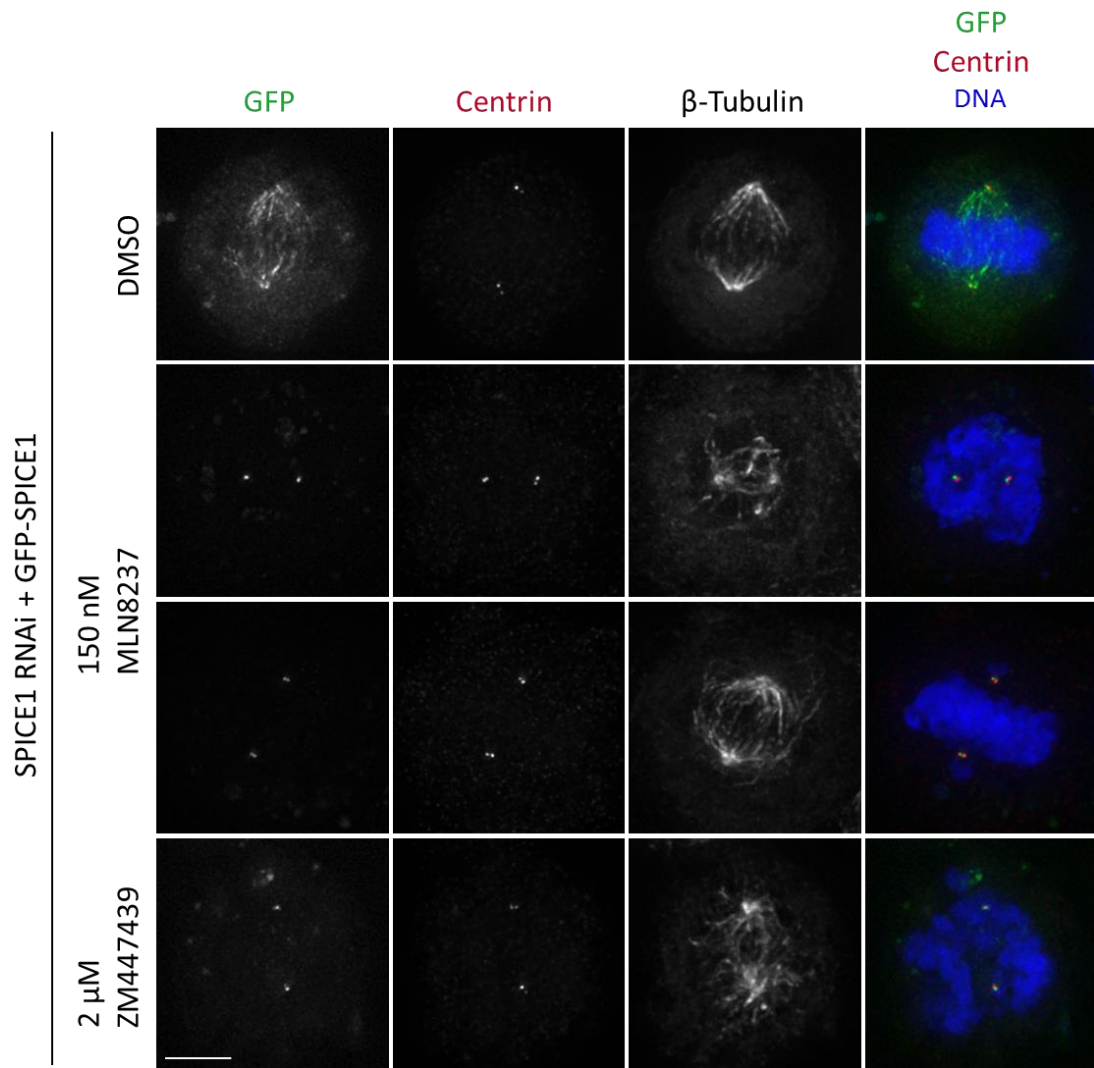 GFP
Centrin
DNA
GFP
Centrin
β-Tubulin
SPICE1 RNAi + GFP-SPICE1
DMSO
150 nM
MLN8237
2 μM
ZM447439